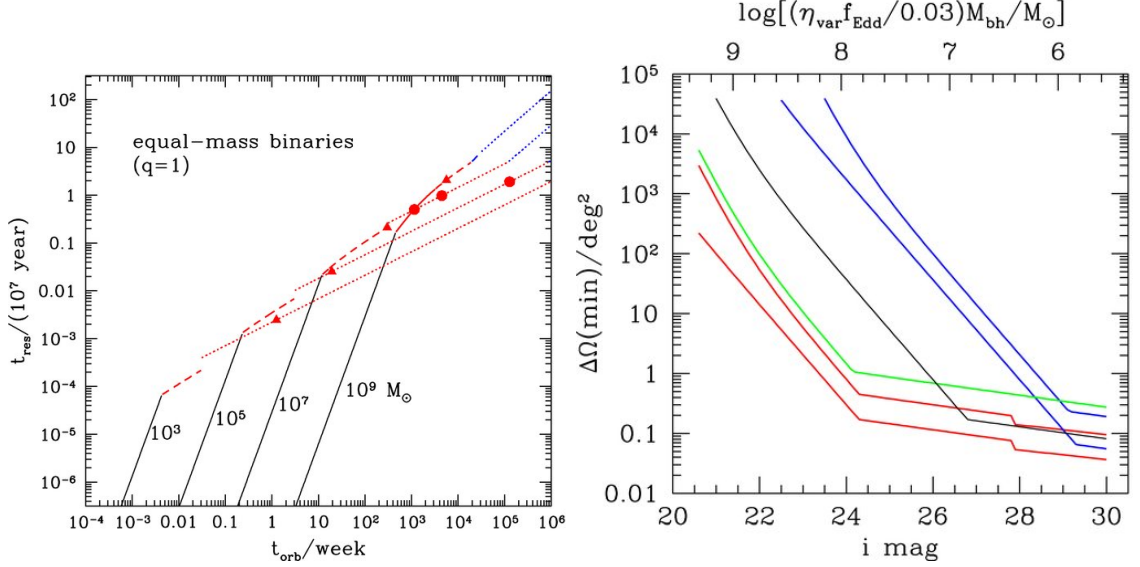 10²
10
1
0.1
0.01
10⁻³
10⁻⁴
10⁻⁵
10⁻⁶
t_res/(10⁷ year)
equal-mass binaries
(q=1)
10³
10⁵
10⁷
10⁹ M☉
10⁻⁴ 10⁻³ 0.01 0.1 1 10 10² 10³ 10⁴ 10⁵ 10⁶
t_orb/week
log[(η_var f_Edd/0.03)M_bh/M☉]
9 8 7 6
10⁵
10⁴
10³
10²
10
1
0.1
0.01
ΔΩ(min)/deg²
20 22 24 26 28 30
i mag